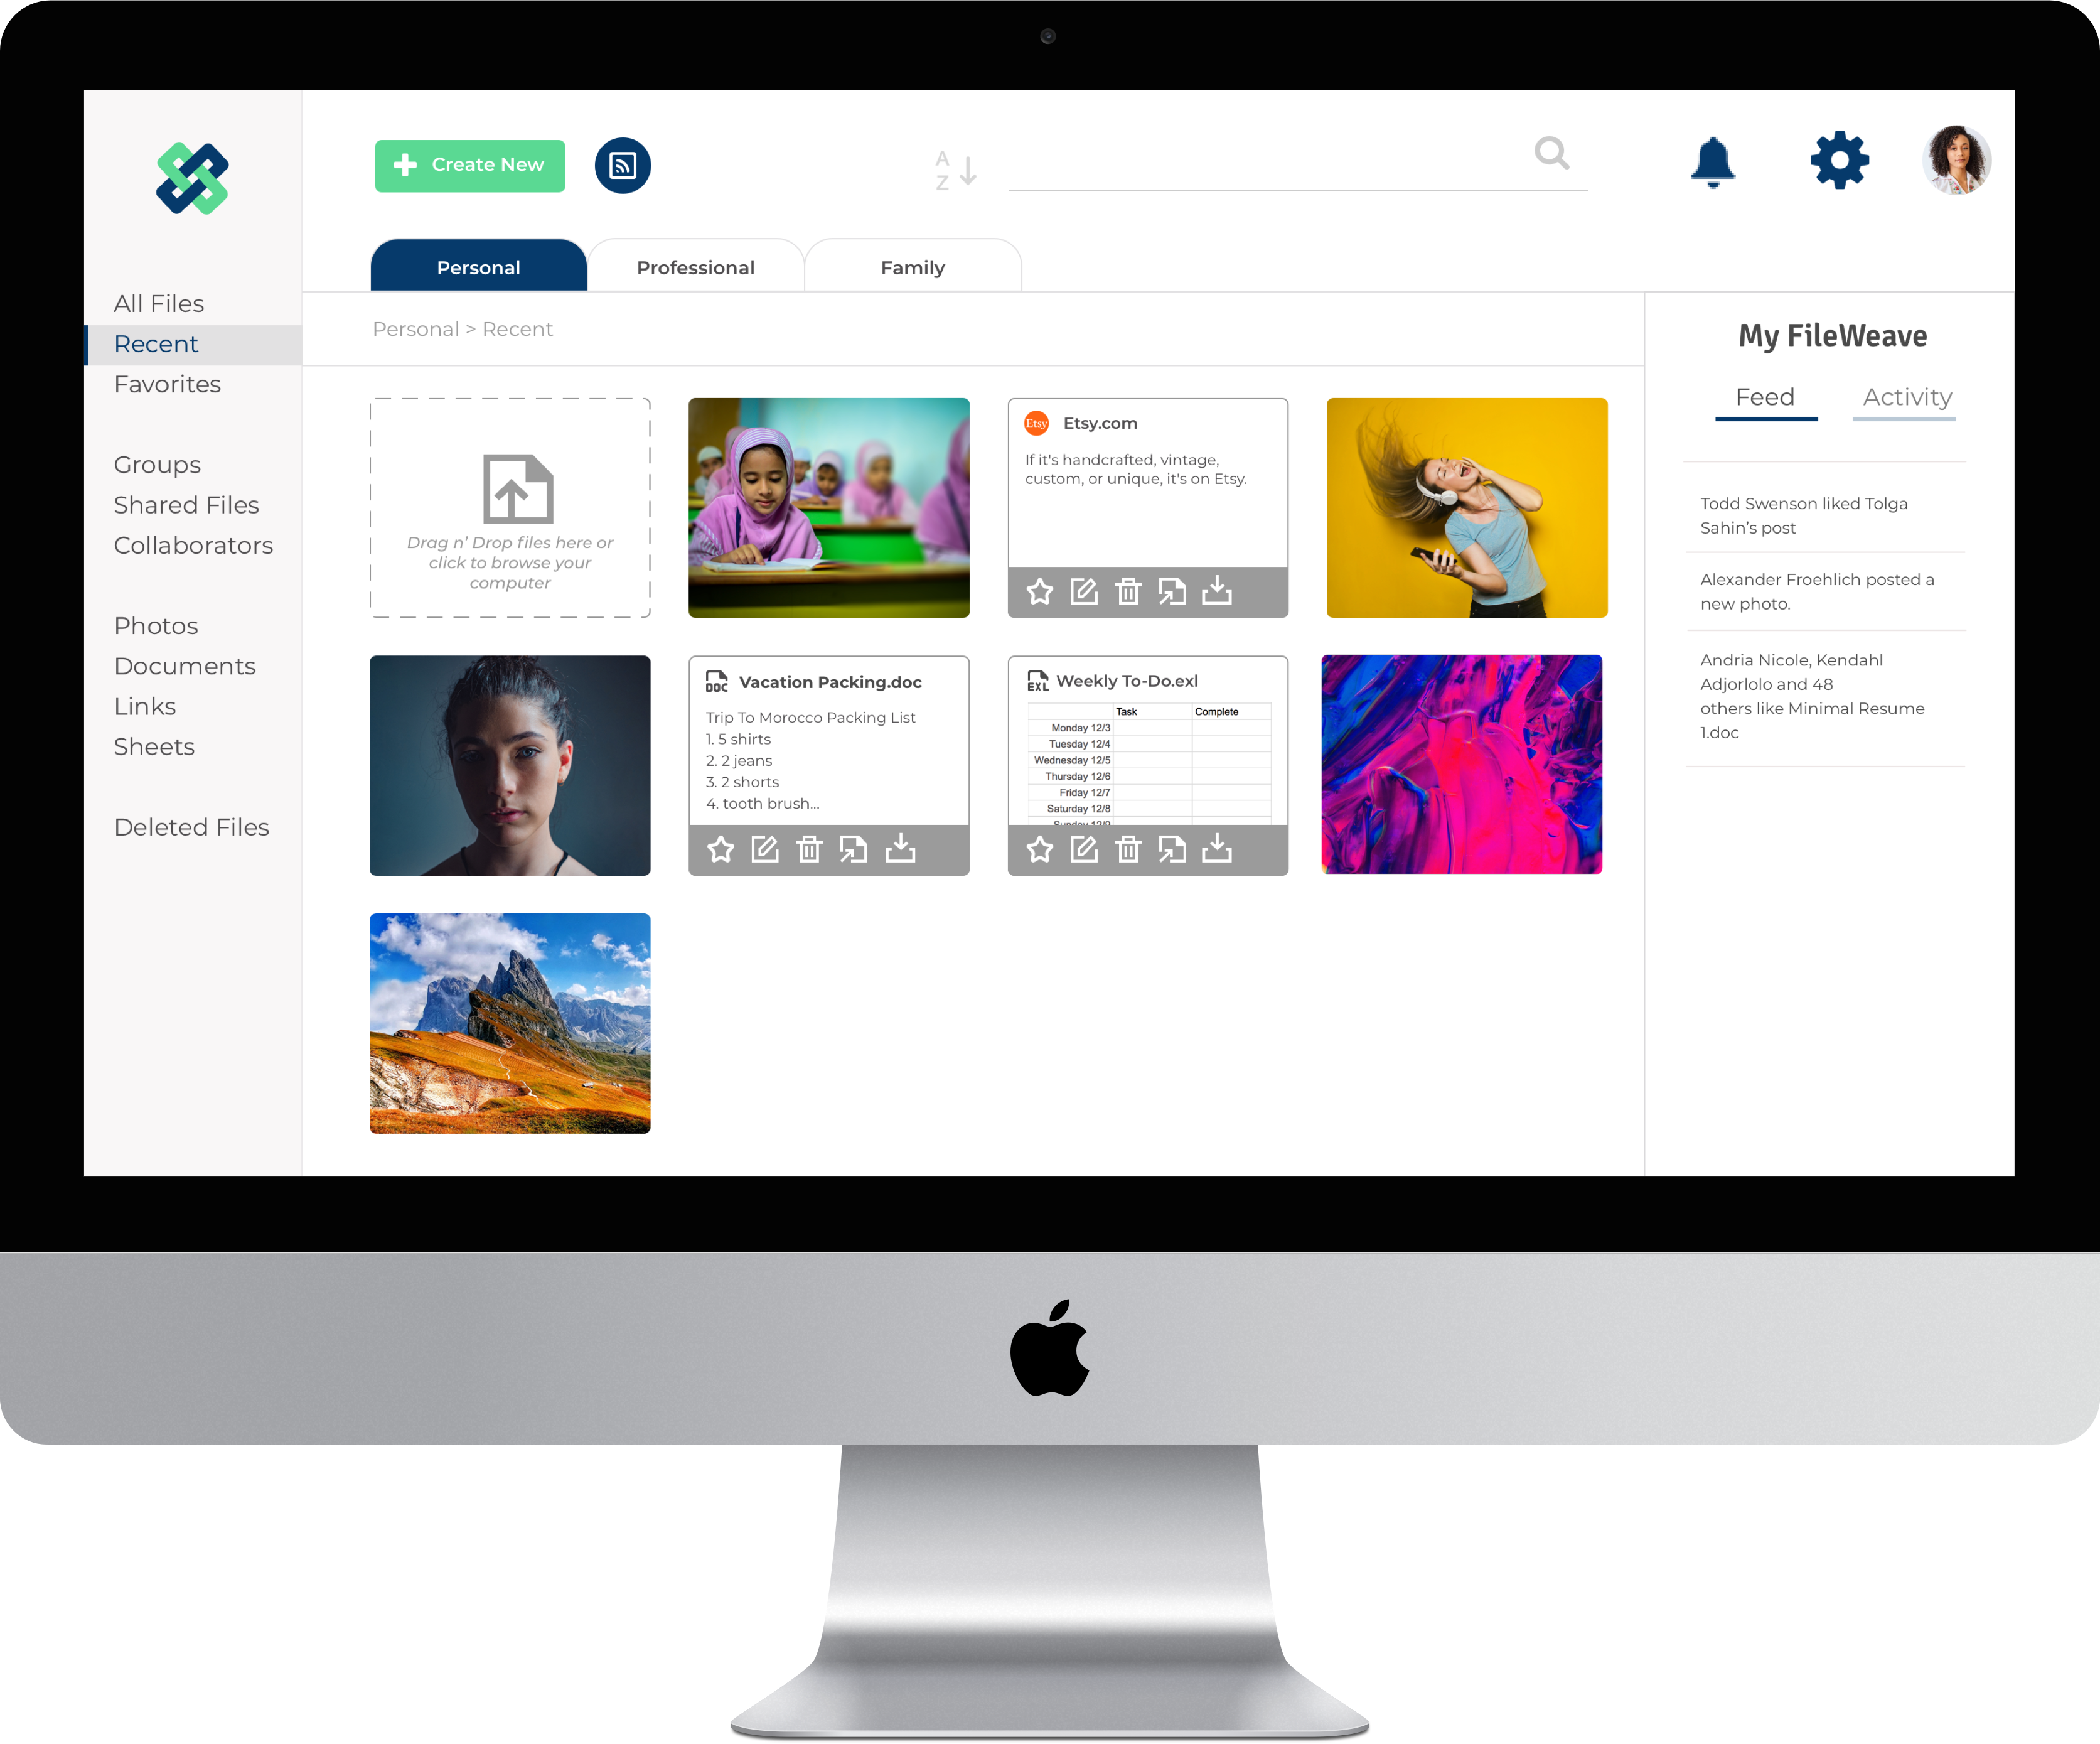 Create New
A
Z
Personal
Professional
Family
All Files
Recent
Favorites
Groups
Shared Files
Collaborators
Photos
Documents
Links
Sheets
Deleted Files
Personal > Recent
Drag n’ Drop files here or
click to browse your
computer
Etsy
Etsy.com
If it's handcrafted, vintage,
custom, or unique, it's on Etsy.
DOC
Vacation Packing.doc
Trip To Morocco Packing List
1. 5 shirts
2. 2 jeans
3. 2 shorts
4. tooth brush...
EXL
Weekly To-Do.exl
Task Complete
Monday 12/3
Tuesday 12/4
Wednesday 12/5
Thursday 12/6
Friday 12/7
Saturday 12/8
Sunday 12/9
My FileWeave
Feed
Activity
Todd Swenson liked Tolga
Sahin’s post
Alexander Froehlich posted a
new photo.
Andria Nicole, Kendahl
Adjorlolo and 48
others like Minimal Resume
1.doc